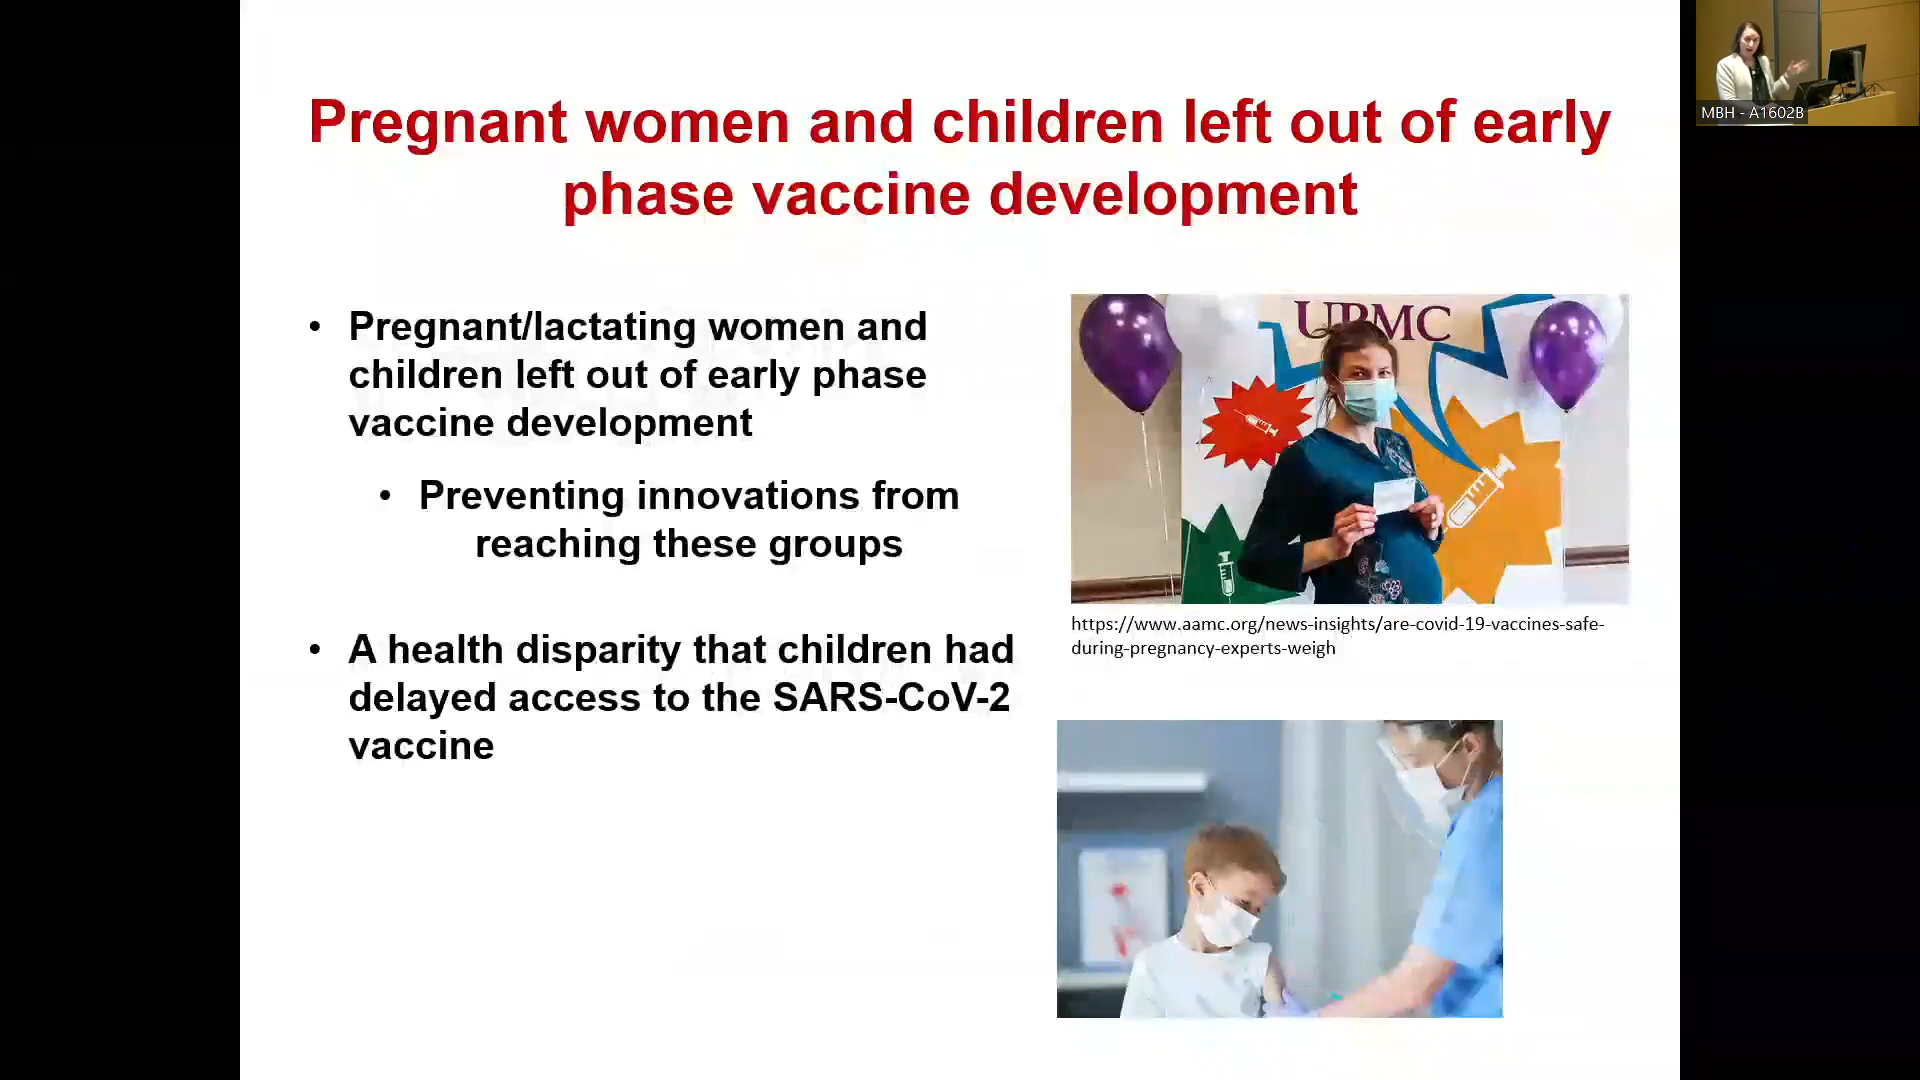 Pregnant women and children left out of early
phase vaccine development
• Pregnant/lactating women and
children left out of early phase
vaccine development
• Preventing innovations from
reaching these groups
• A health disparity that children had
delayed access to the SARS-CoV-2
vaccine
UPMC
https://www.aamc.org/news-insights/are-covid-19-vaccines-safe-
during-pregnancy-experts-weigh
MBH - A1602B